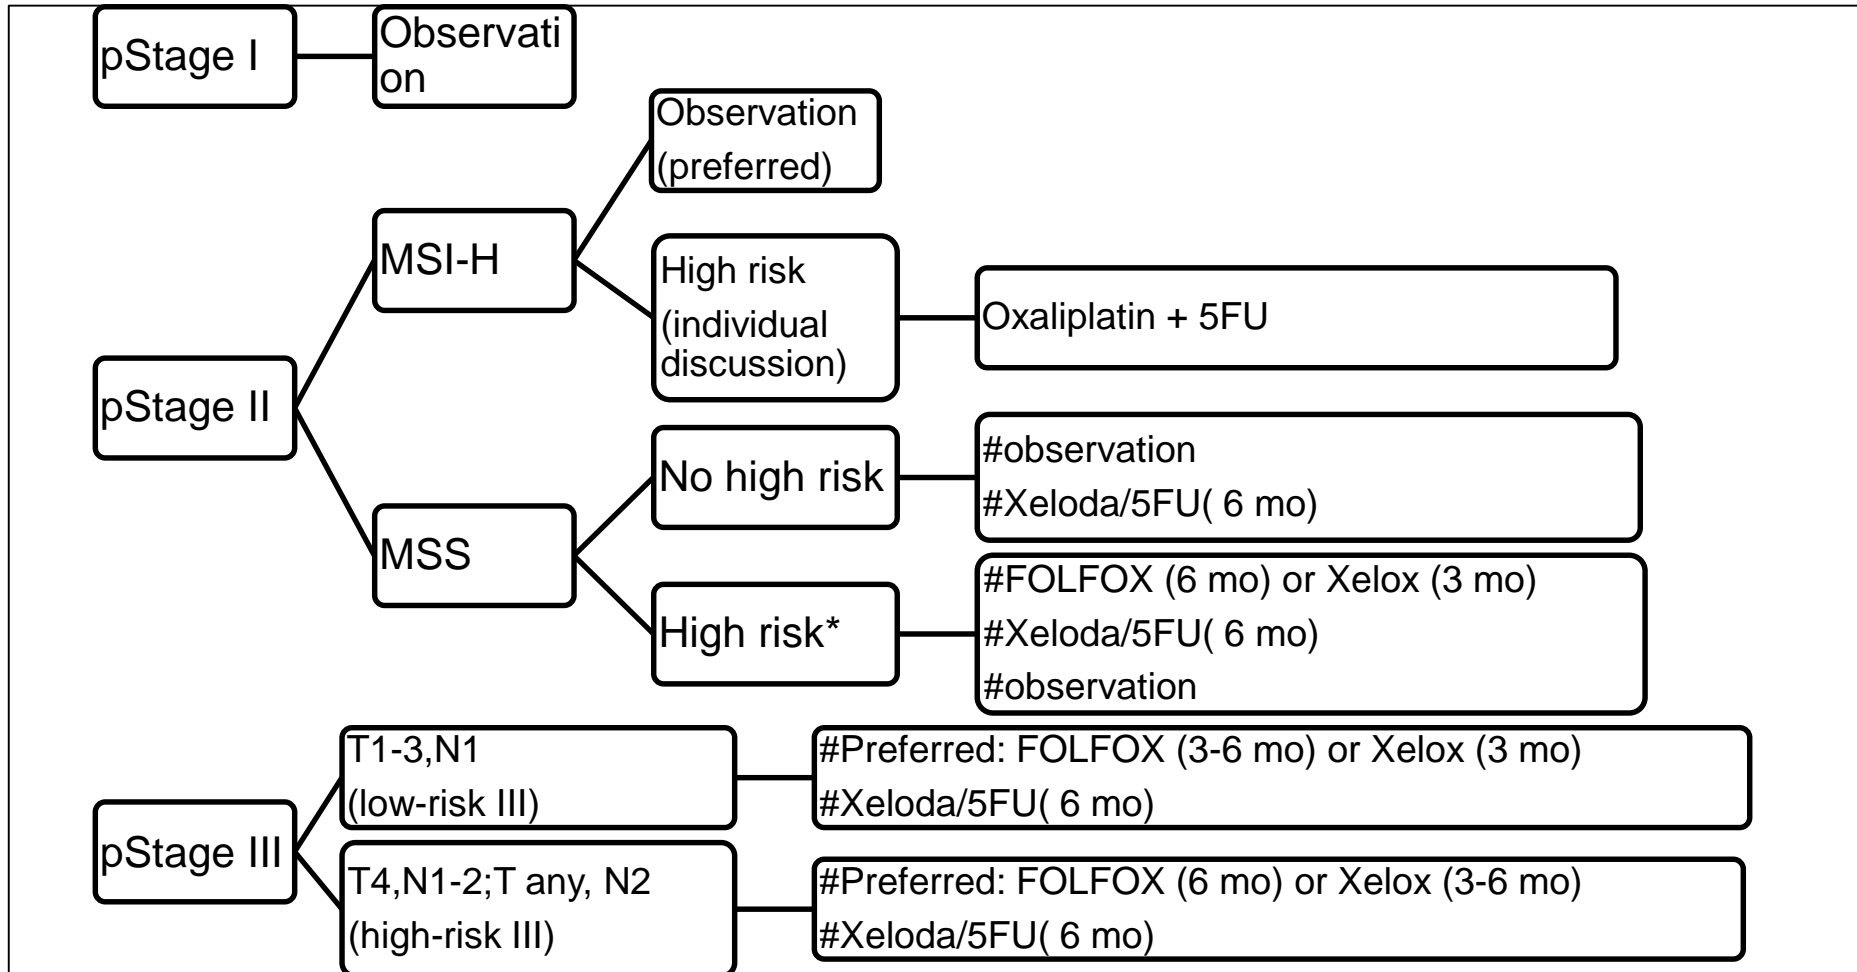 pStage I
Observati
on
pStage II
MSI-H
Observation
(preferred)
High risk
(individual
discussion)
Oxaliplatin + 5FU
MSS
No high risk
#observation
#Xeloda/5FU( 6 mo)
High risk*
#FOLFOX (6 mo) or Xelox (3 mo)
#Xeloda/5FU( 6 mo)
#observation
pStage III
T1-3,N1
(low-risk III)
#Preferred: FOLFOX (3-6 mo) or Xelox (3 mo)
#Xeloda/5FU( 6 mo)
T4,N1-2;T any, N2
(high-risk III)
#Preferred: FOLFOX (6 mo) or Xelox (3-6 mo)
#Xeloda/5FU( 6 mo)